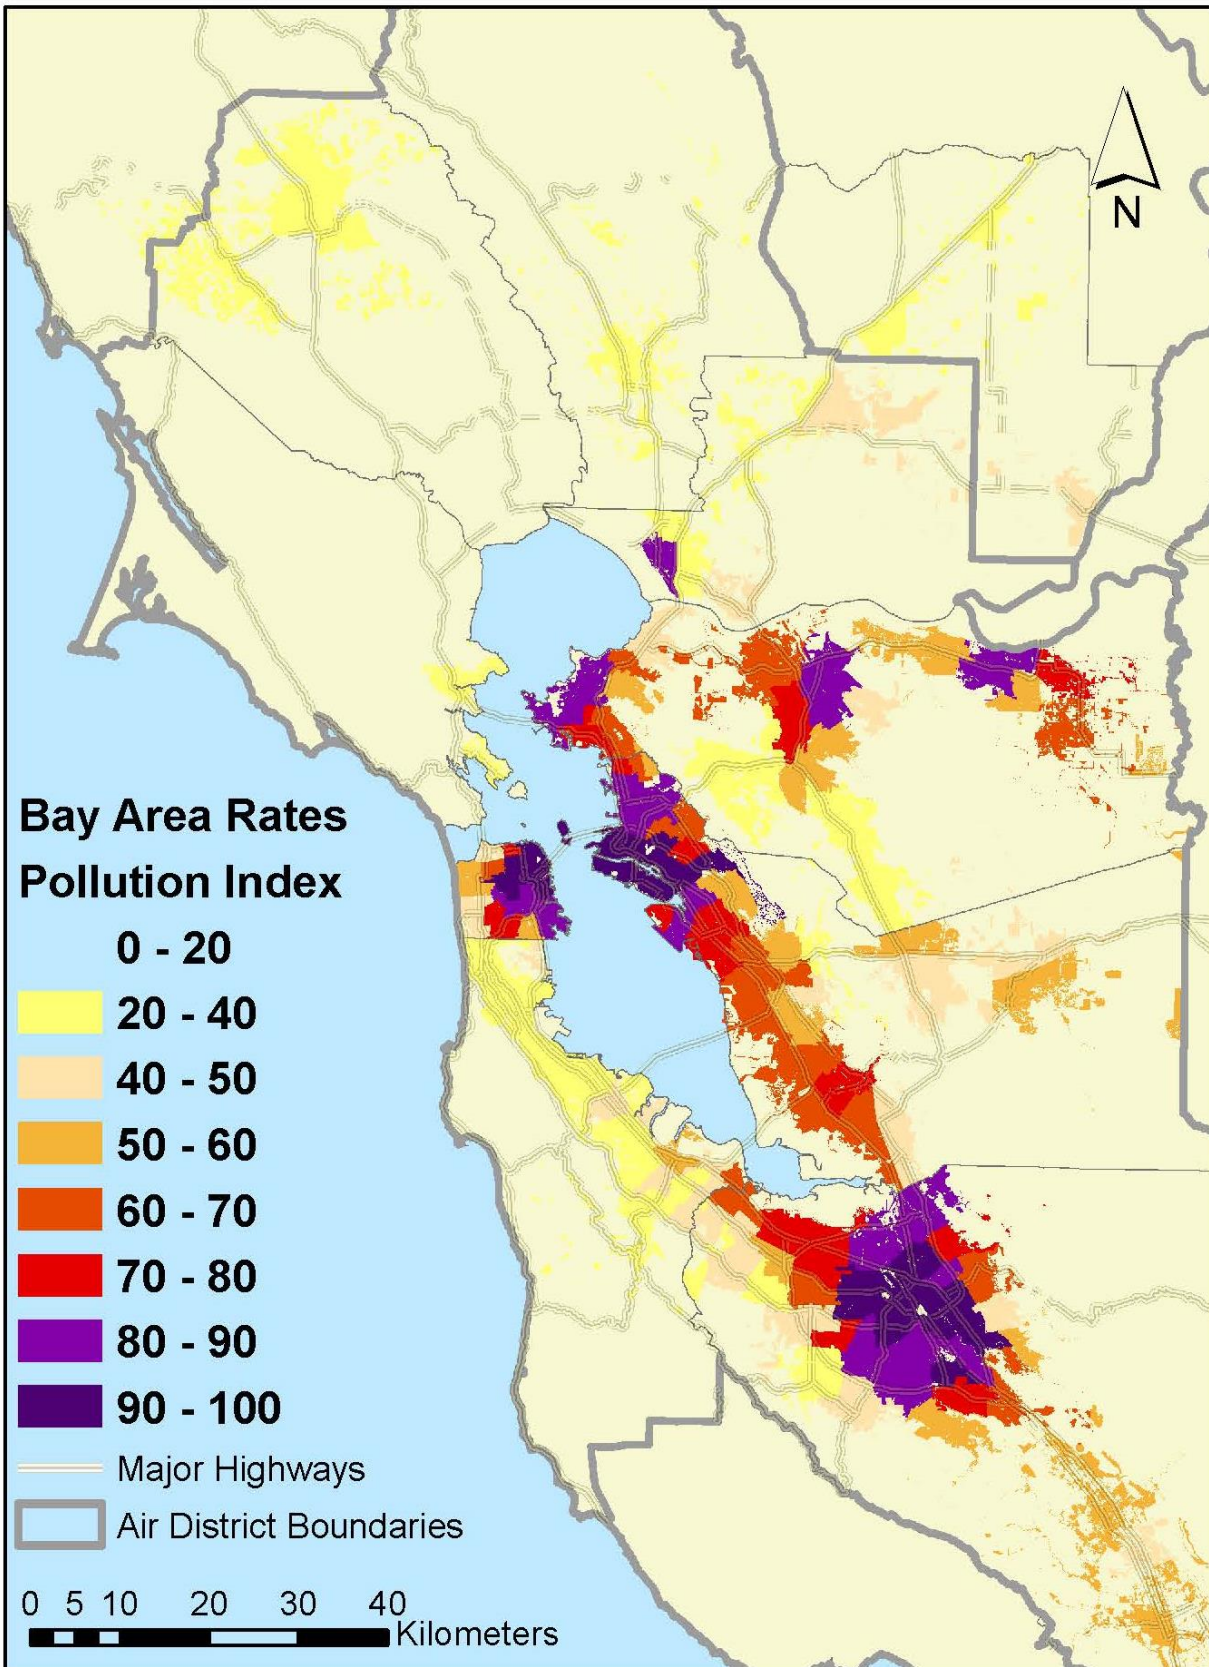 N
Bay Area Rates
Pollution Index
0 - 20
20 - 40
40 - 50
50 - 60
60 - 70
70 - 80
80 - 90
90 - 100
Major Highways
Air District Boundaries
0 5 10 20 30 40
Kilometers